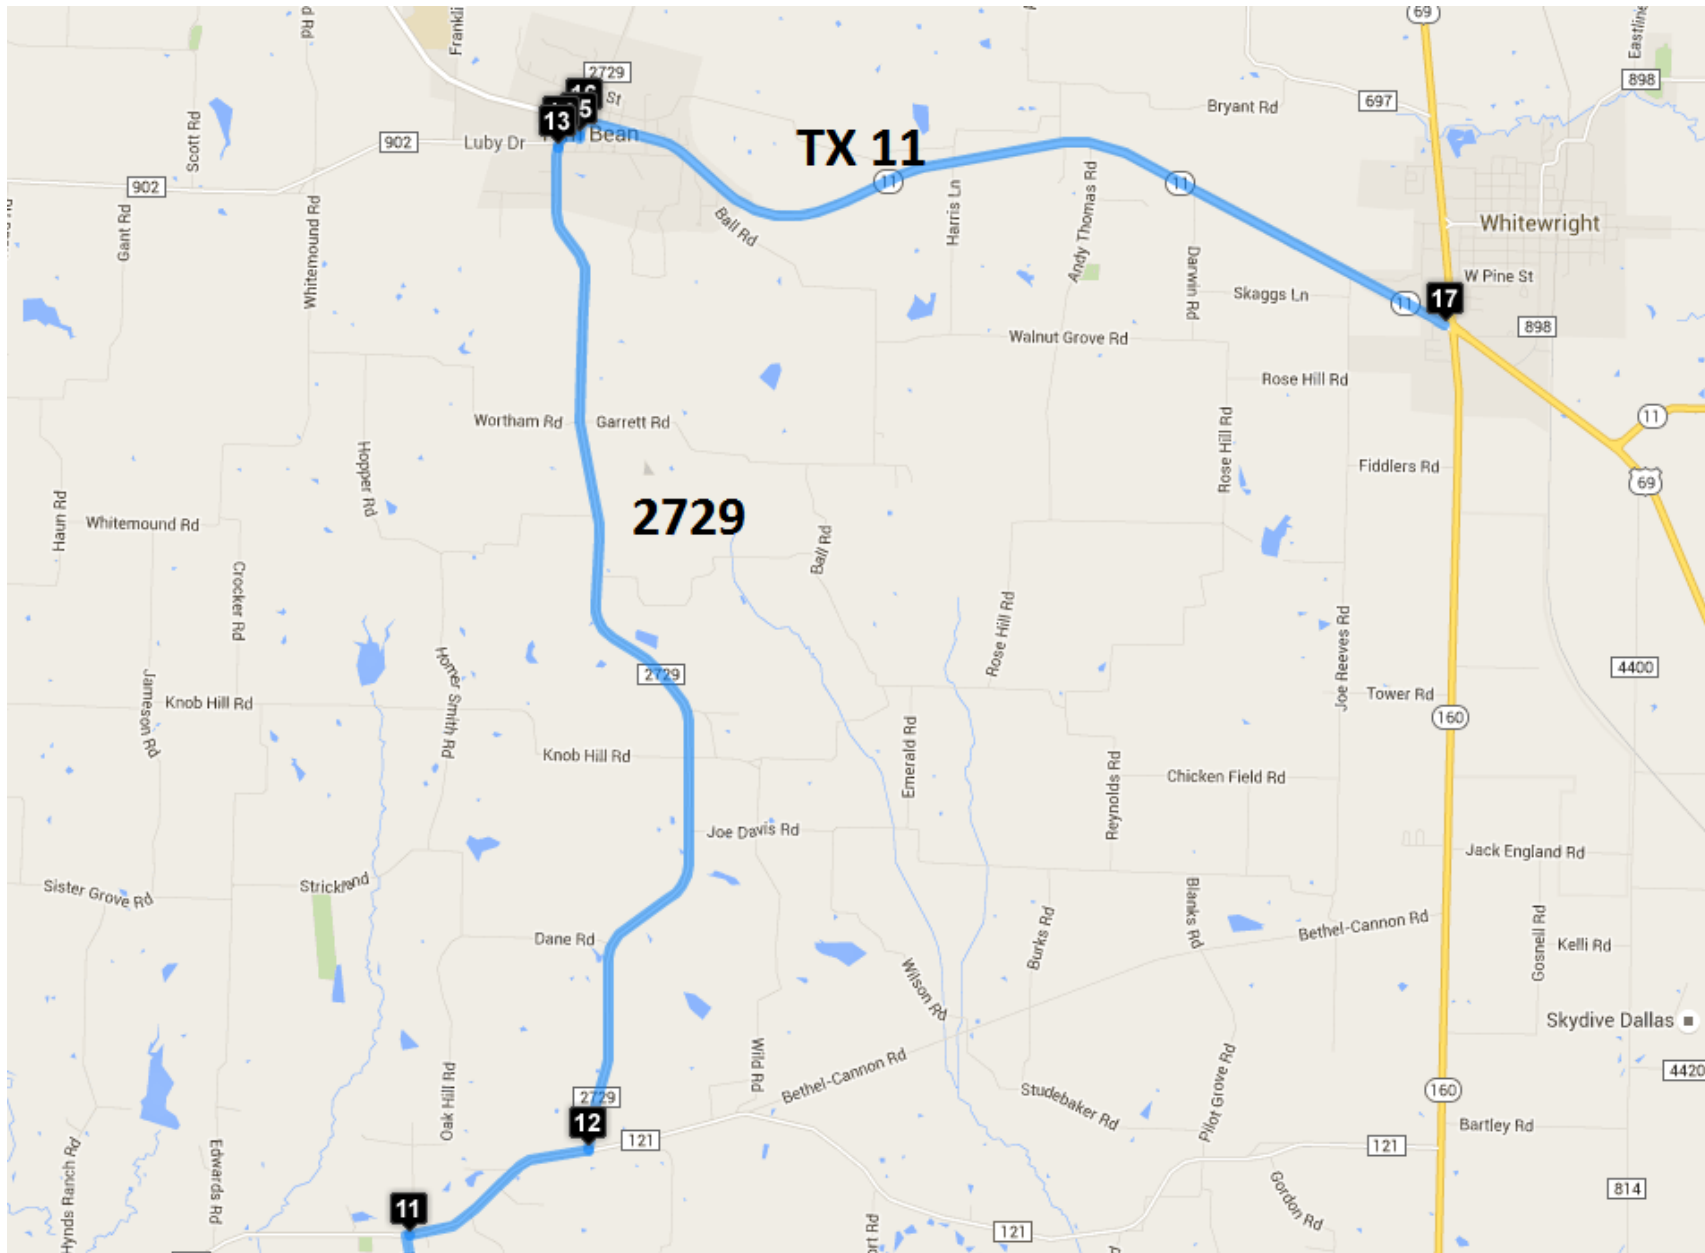 69
Eastline
Frankli
p Rd
2729
898
16
St
697
Bryant Rd
5
13
Bean
Scott Rd
902
Luby Dr
TX 11
902
11
11
Gant Rd
Whitemound Rd
Ball Rd
Harris Ln
Andy Thomas Rd
Whitewright
Darwin Rd
W Pine St
Skaggs Ln
11
17
898
Walnut Grove Rd
Rose Hill Rd
Wortham Rd
Garrett Rd
11
Hopper Rd
Rose Hill Rd
Fiddlers Rd
69
Haun Rd
Whitemound Rd
2729
Ball Rd
Crocker Rd
Rose Hill Rd
Joe Reeves Rd
4400
Homer Smith Rd
2729
Jameson Rd
Knob Hill Rd
Tower Rd
160
Knob Hill Rd
Emerald Rd
Reynolds Rd
Chicken Field Rd
Joe Davis Rd
Jack England Rd
Sister Grove Rd
Strickland
Blanks Rd
Burks Rd
Bethel-Cannon Rd
Gosnell Rd
Kelli Rd
Dane Rd
Wilson Rd
Skydive Dallas
Wild Rd
Bethel-Cannon Rd
4420
Oak Hill Rd
2729
Studebaker Rd
Pilot Grove Rd
160
12
121
Bartley Rd
121
Hynds Ranch Rd
Edwards Rd
814
Gordon Rd
11
ort Rd
121